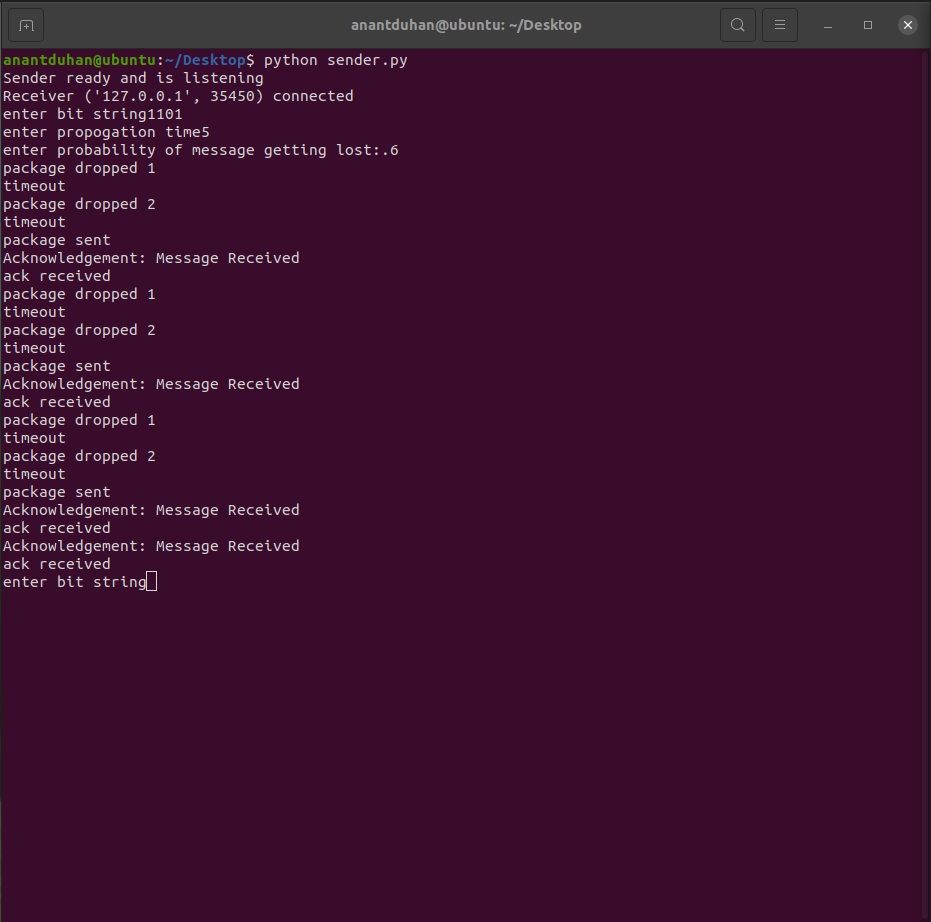 anantduhan@ubuntu: ~/Desktop
anantduhan@ubuntu:~/Desktop$ python sender.py
Sender ready and is listening
Receiver ('127.0.0.1', 35450) connected
enter bit string1101
enter propogation time5
enter probability of message getting lost:.6
package dropped 1
timeout
package dropped 2
timeout
package sent
Acknowledgement: Message Received
ack received
package dropped 1
timeout
package dropped 2
timeout
package sent
Acknowledgement: Message Received
ack received
package dropped 1
timeout
package dropped 2
timeout
package sent
Acknowledgement: Message Received
ack received
Acknowledgement: Message Received
ack received
enter bit string